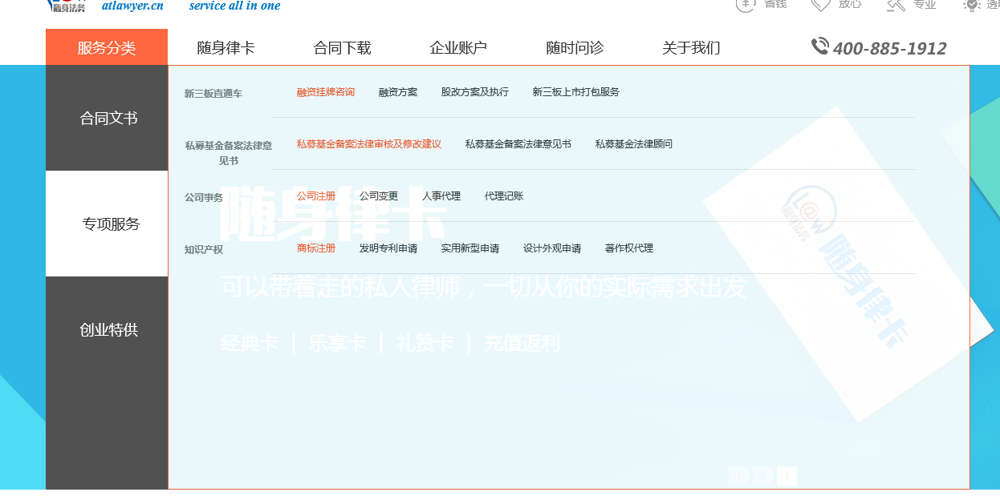 随身法务 atlawyer.cn service all in one ¥ 省钱 放心 专业
服务分类 随身律卡 合同下载 企业账户 随时问诊 关于我们 400-885-1912
合同文书
专项服务
创业特供
新三板直通车 融资挂牌咨询 融资方案 股改方案及执行 新三板上市打包服务
私募基金备案法律意见书 私募基金备案法律审核及修改建议 私募基金备案法律意见书 私募基金法律顾问
公司事务 公司注册 公司变更 人事代理 代理记账
知识产权 商标注册 发明专利申请 实用新型申请 设计外观申请 著作权代理
随身律卡
可以带着走的私人律师，一切从你的实际需求出发
经典卡 | 乐享卡 | 礼赞卡 | 充值返利
L@W
随身法务
随身律卡
1 2 3